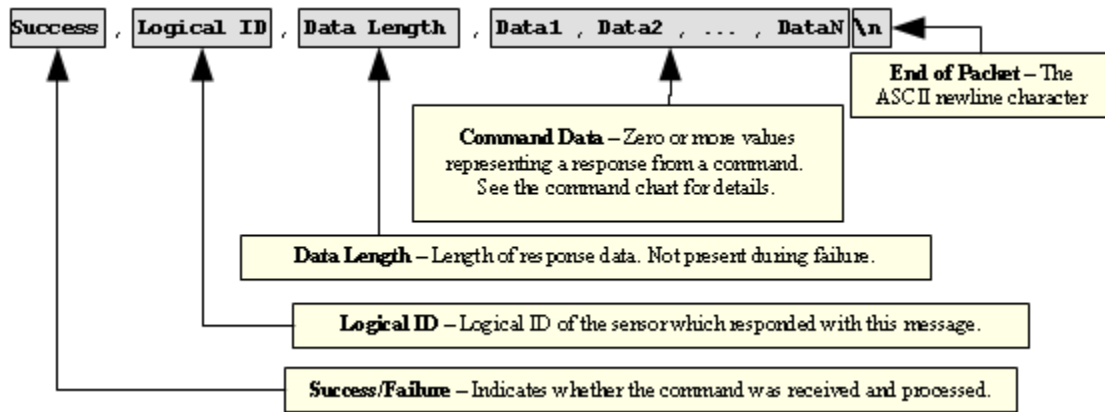 Success , Logical ID , Data Length , Data1 , Data2 , ... , DataN \n
End of Packet – The
ASCII newline character
Command Data – Zero or more values
representing a response from a command.
See the command chart for details.
Data Length – Length of response data. Not present during failure.
Logical ID – Logical ID of the sensor which responded with this message.
Success/Failure – Indicates whether the command was received and processed.